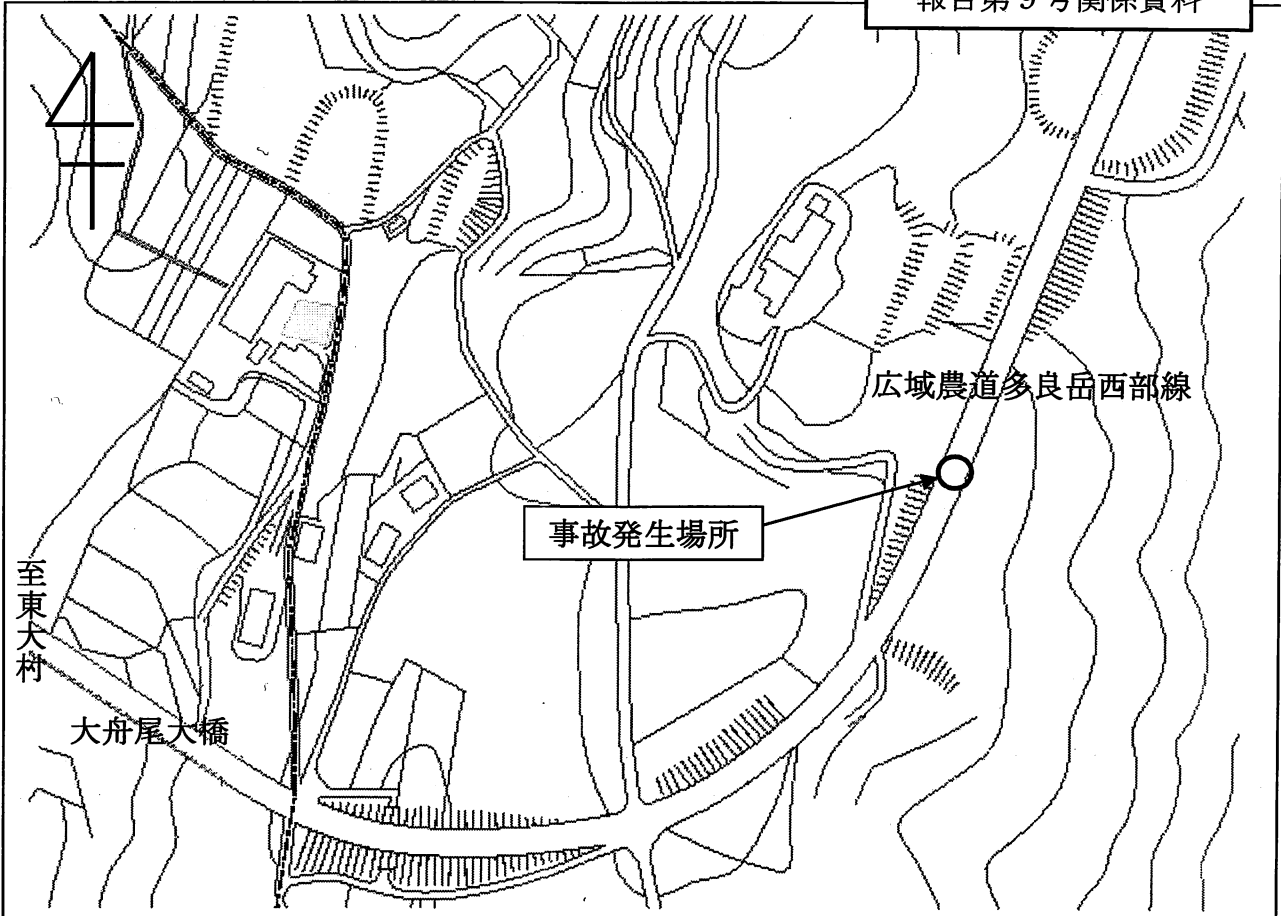 報告第9号関係資料
広域農道多良岳西部線
事故発生場所
至東大村
大舟尾大橋